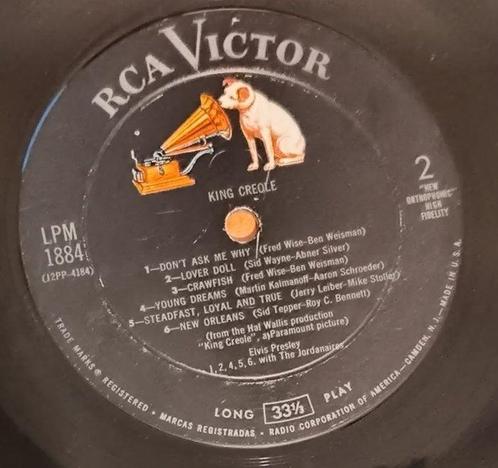 RCA VICTOR
KING CREOLE
LPM
1884
(J2PP-4184)
2
"NEW
ORTHOPHONIC"
HIGH
FIDELITY
1—DON'T ASK ME WHY (Fred Wise-Ben Weisman)
2—LOVER DOLL (Sid Wayne-Abner Silver)
3—CRAWFISH (Fred Wise-Ben Weisman)
4—YOUNG DREAMS (Martin Kalmanoff-Aaron Schroeder)
5—STEADFAST, LOYAL AND TRUE (Jerry Leiber-Mike Stoller)
6—NEW ORLEANS (Sid Tepper-Roy C. Bennett)
(from the Hal Wallis production
"King Creole", a Paramount picture)
Elvis Presley
1, 2, 4, 5, 6, with The Jordanaires
LONG 33⅓ PLAY
TRADE MARKS ® REGISTERED • MARCAS REGISTRADAS • RADIO CORPORATION OF AMERICA—CAMDEN, N.J.—MADE IN U.S.A.